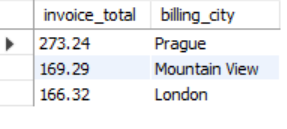 invoice_total billing_city
273.24 Prague
169.29 Mountain View
166.32 London